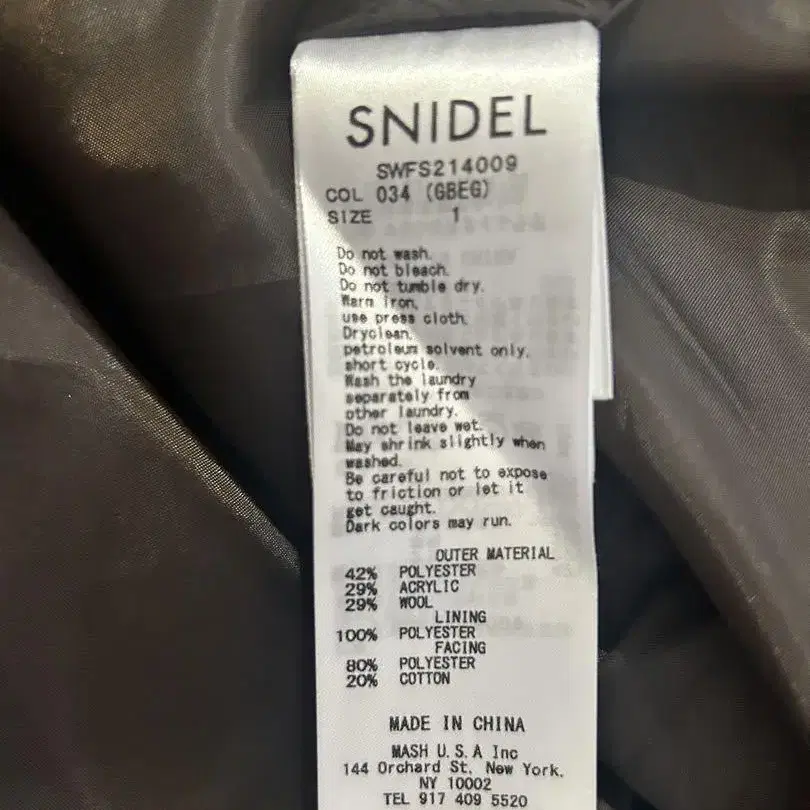 SNIDEL
SWFS214009
COL 034 (GBEG)
SIZE 1
Do not wash.
Do not bleach.
Do not tumble dry.
Warm iron,
use press cloth.
Dryclean,
petroleum solvent only,
short cycle.
Wash the laundry
separately from
other laundry.
Do not leave wet.
May shrink slightly when
washed.
Be careful not to expose
to friction or let it
get caught.
Dark colors may run.
OUTER MATERIAL
42% POLYESTER
29% ACRYLIC
29% WOOL
LINING
100% POLYESTER
FACING
80% POLYESTER
20% COTTON
MADE IN CHINA
MASH U.S.A Inc
144 Orchard St, New York,
NY 10002
TEL 917 409 5520